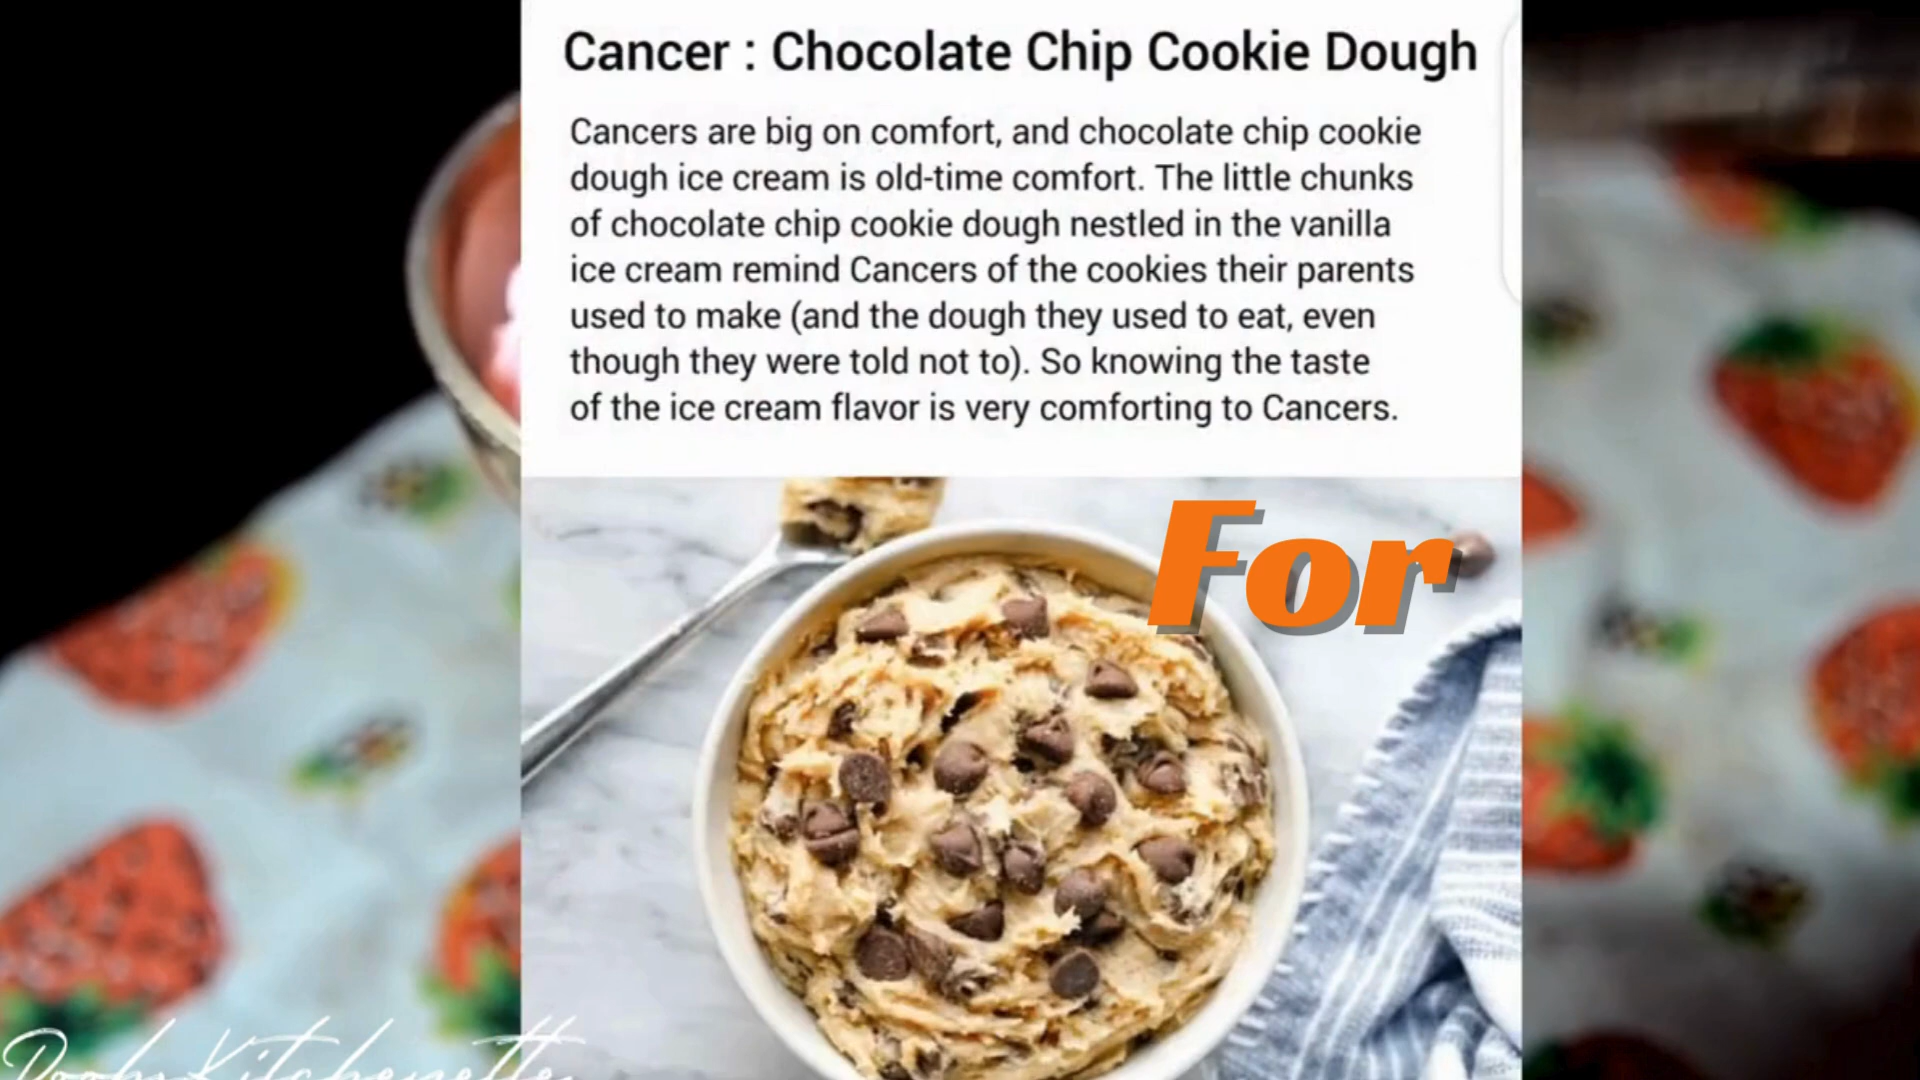 Cancer : Chocolate Chip Cookie Dough
Cancers are big on comfort, and chocolate chip cookie
dough ice cream is old-time comfort. The little chunks
of chocolate chip cookie dough nestled in the vanilla
ice cream remind Cancers of the cookies their parents
used to make (and the dough they used to eat, even
though they were told not to). So knowing the taste
of the ice cream flavor is very comforting to Cancers.
For